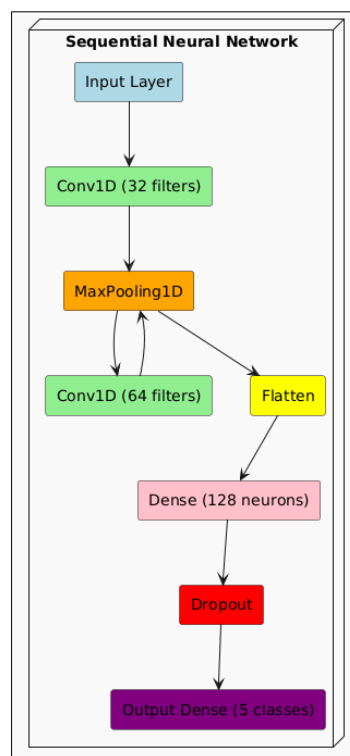 Sequential Neural Network
Input Layer
Conv1D (32 filters)
MaxPooling1D
Conv1D (64 filters)
Flatten
Dense (128 neurons)
Dropout
Output Dense (5 classes)